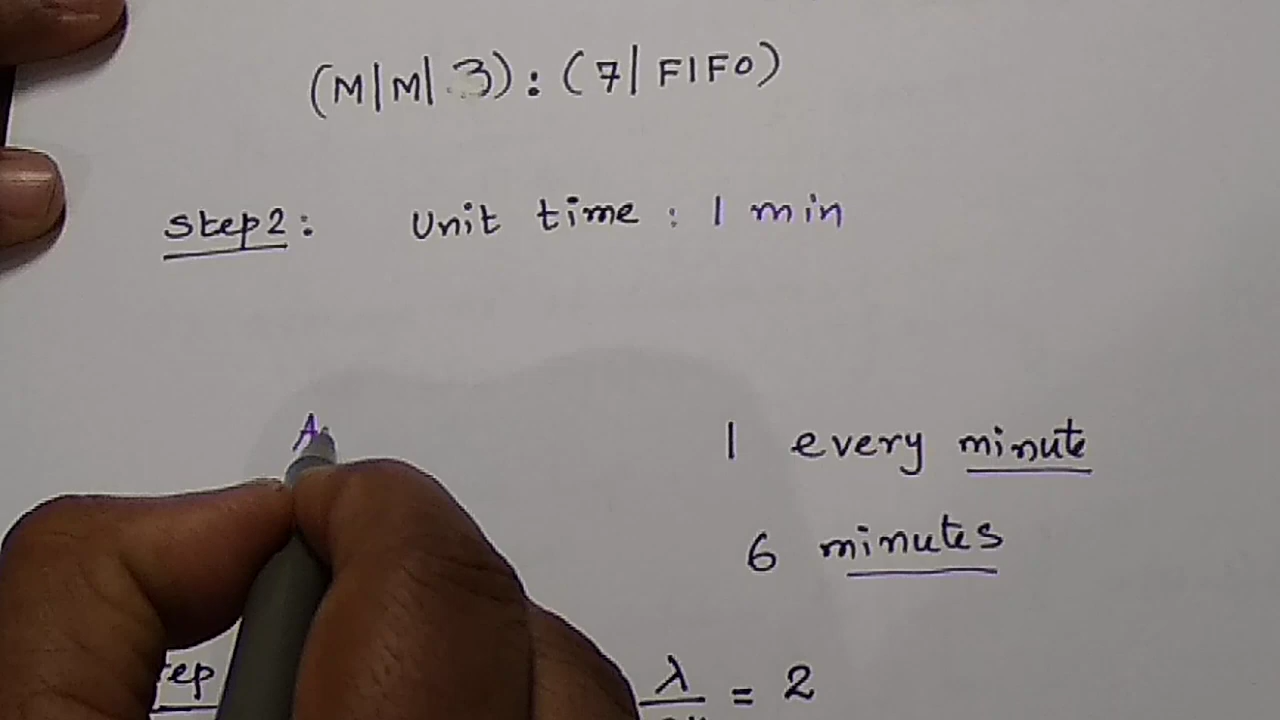 (M|M|3):(7|FIFO)
Step2: Unit time : 1 min
A
1 every minute
6 minutes
λ = 2